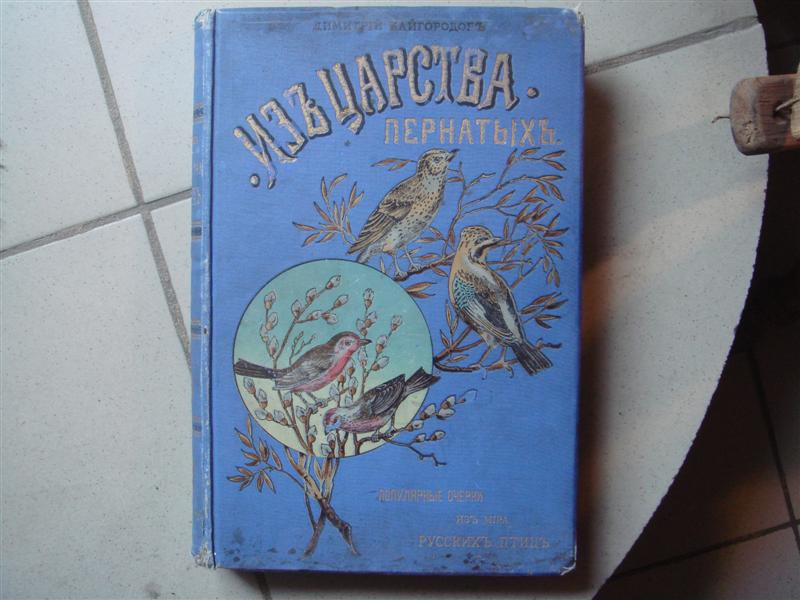 ДИМИТРІЙ КАЙГОРОДОВЪ
ИЗЪ ЦАРСТВА
ПЕРНАТЫХЪ.
ПОПУЛЯРНЫЕ ОЧЕРКИ
ИЗЪ МІРА
РУССКИХЪ ПТИЦЪ